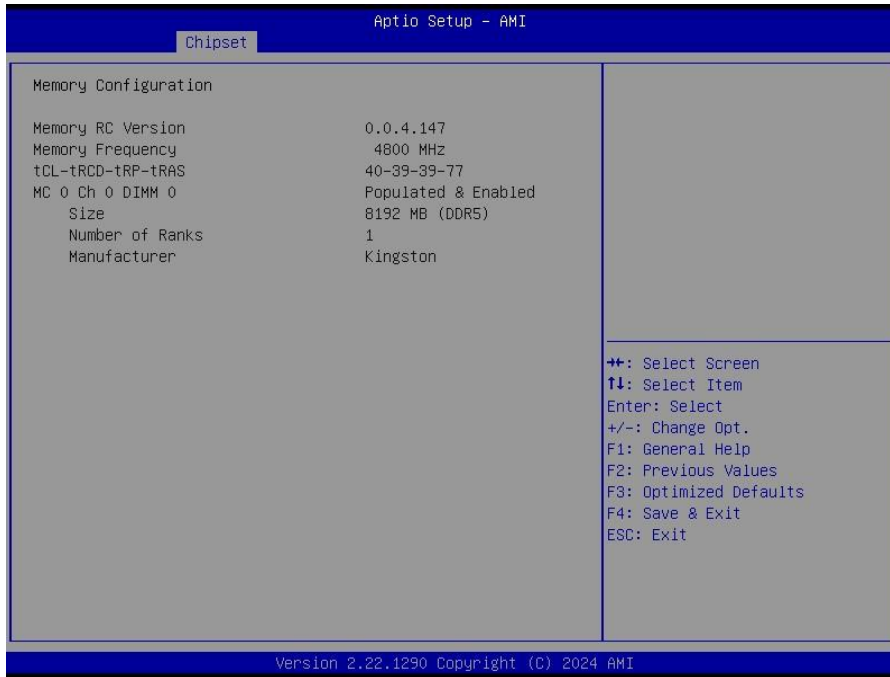 Aptio Setup – AMI
Chipset
Memory Configuration
Memory RC Version 0.0.4.147
Memory Frequency 4800 MHz
tCL-tRCD-tRP-tRAS 40-39-39-77
MC 0 Ch 0 DIMM 0 Populated & Enabled
Size 8192 MB (DDR5)
Number of Ranks 1
Manufacturer Kingston
→←: Select Screen
↑↓: Select Item
Enter: Select
+/-: Change Opt.
F1: General Help
F2: Previous Values
F3: Optimized Defaults
F4: Save & Exit
ESC: Exit
Version 2.22.1290 Copyright (C) 2024 AMI